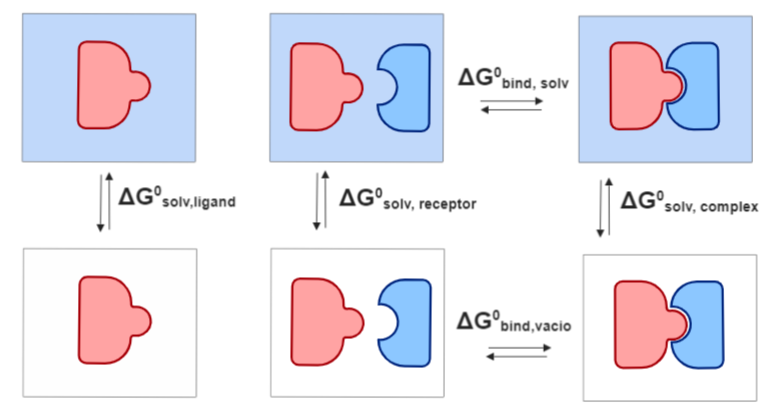 ΔG⁰bind, solv
ΔG⁰solv,ligand
ΔG⁰solv, receptor
ΔG⁰solv, complex
ΔG⁰bind,vacio